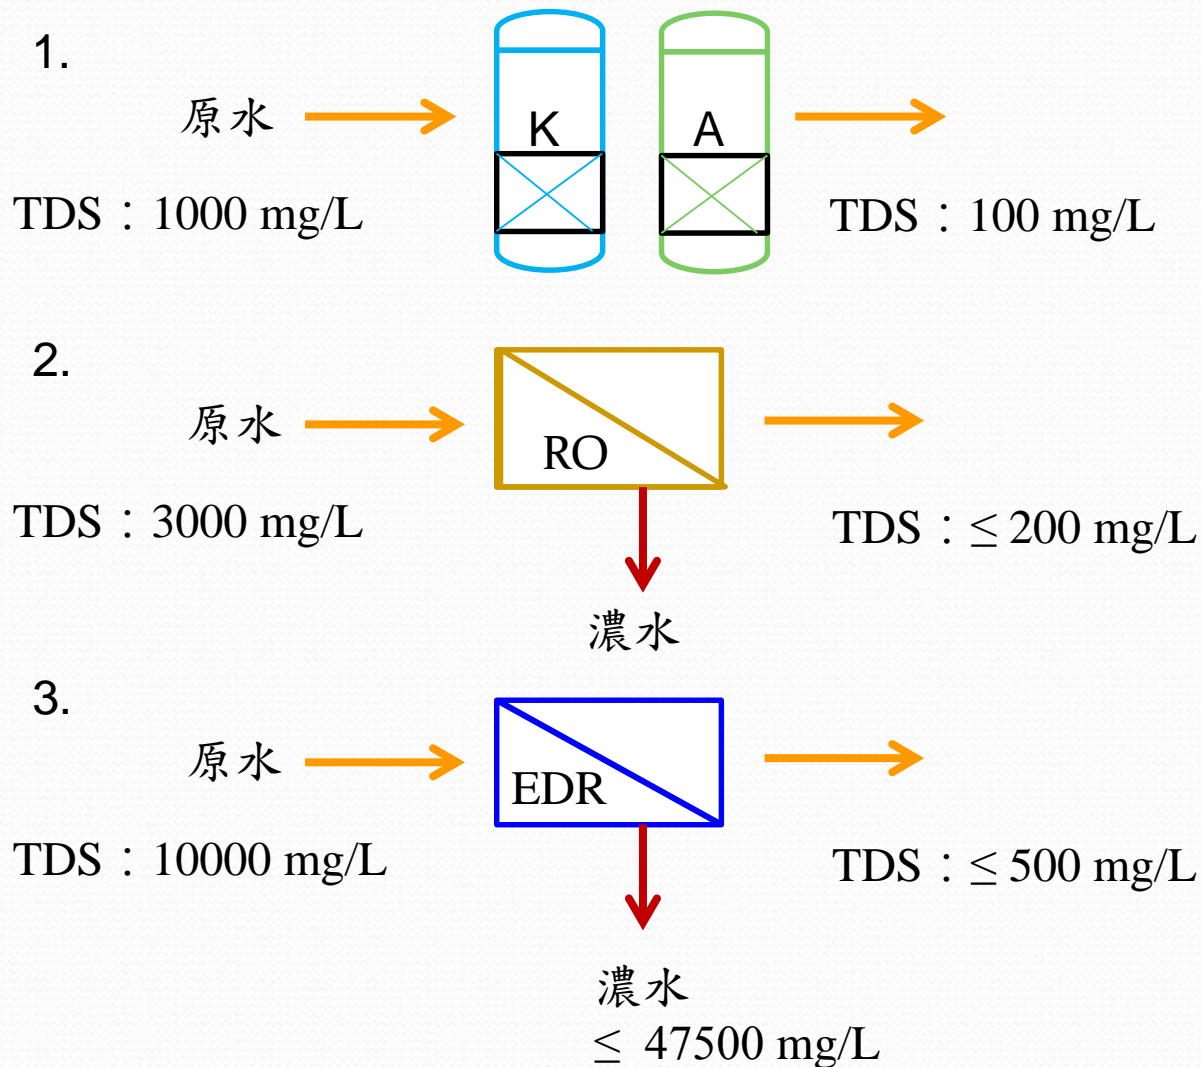 1.
原水
K
A
TDS：1000 mg/L
TDS：100 mg/L
2.
原水
RO
TDS：3000 mg/L
TDS：≤ 200 mg/L
濃水
3.
原水
EDR
TDS：10000 mg/L
TDS：≤ 500 mg/L
濃水
≤ 47500 mg/L